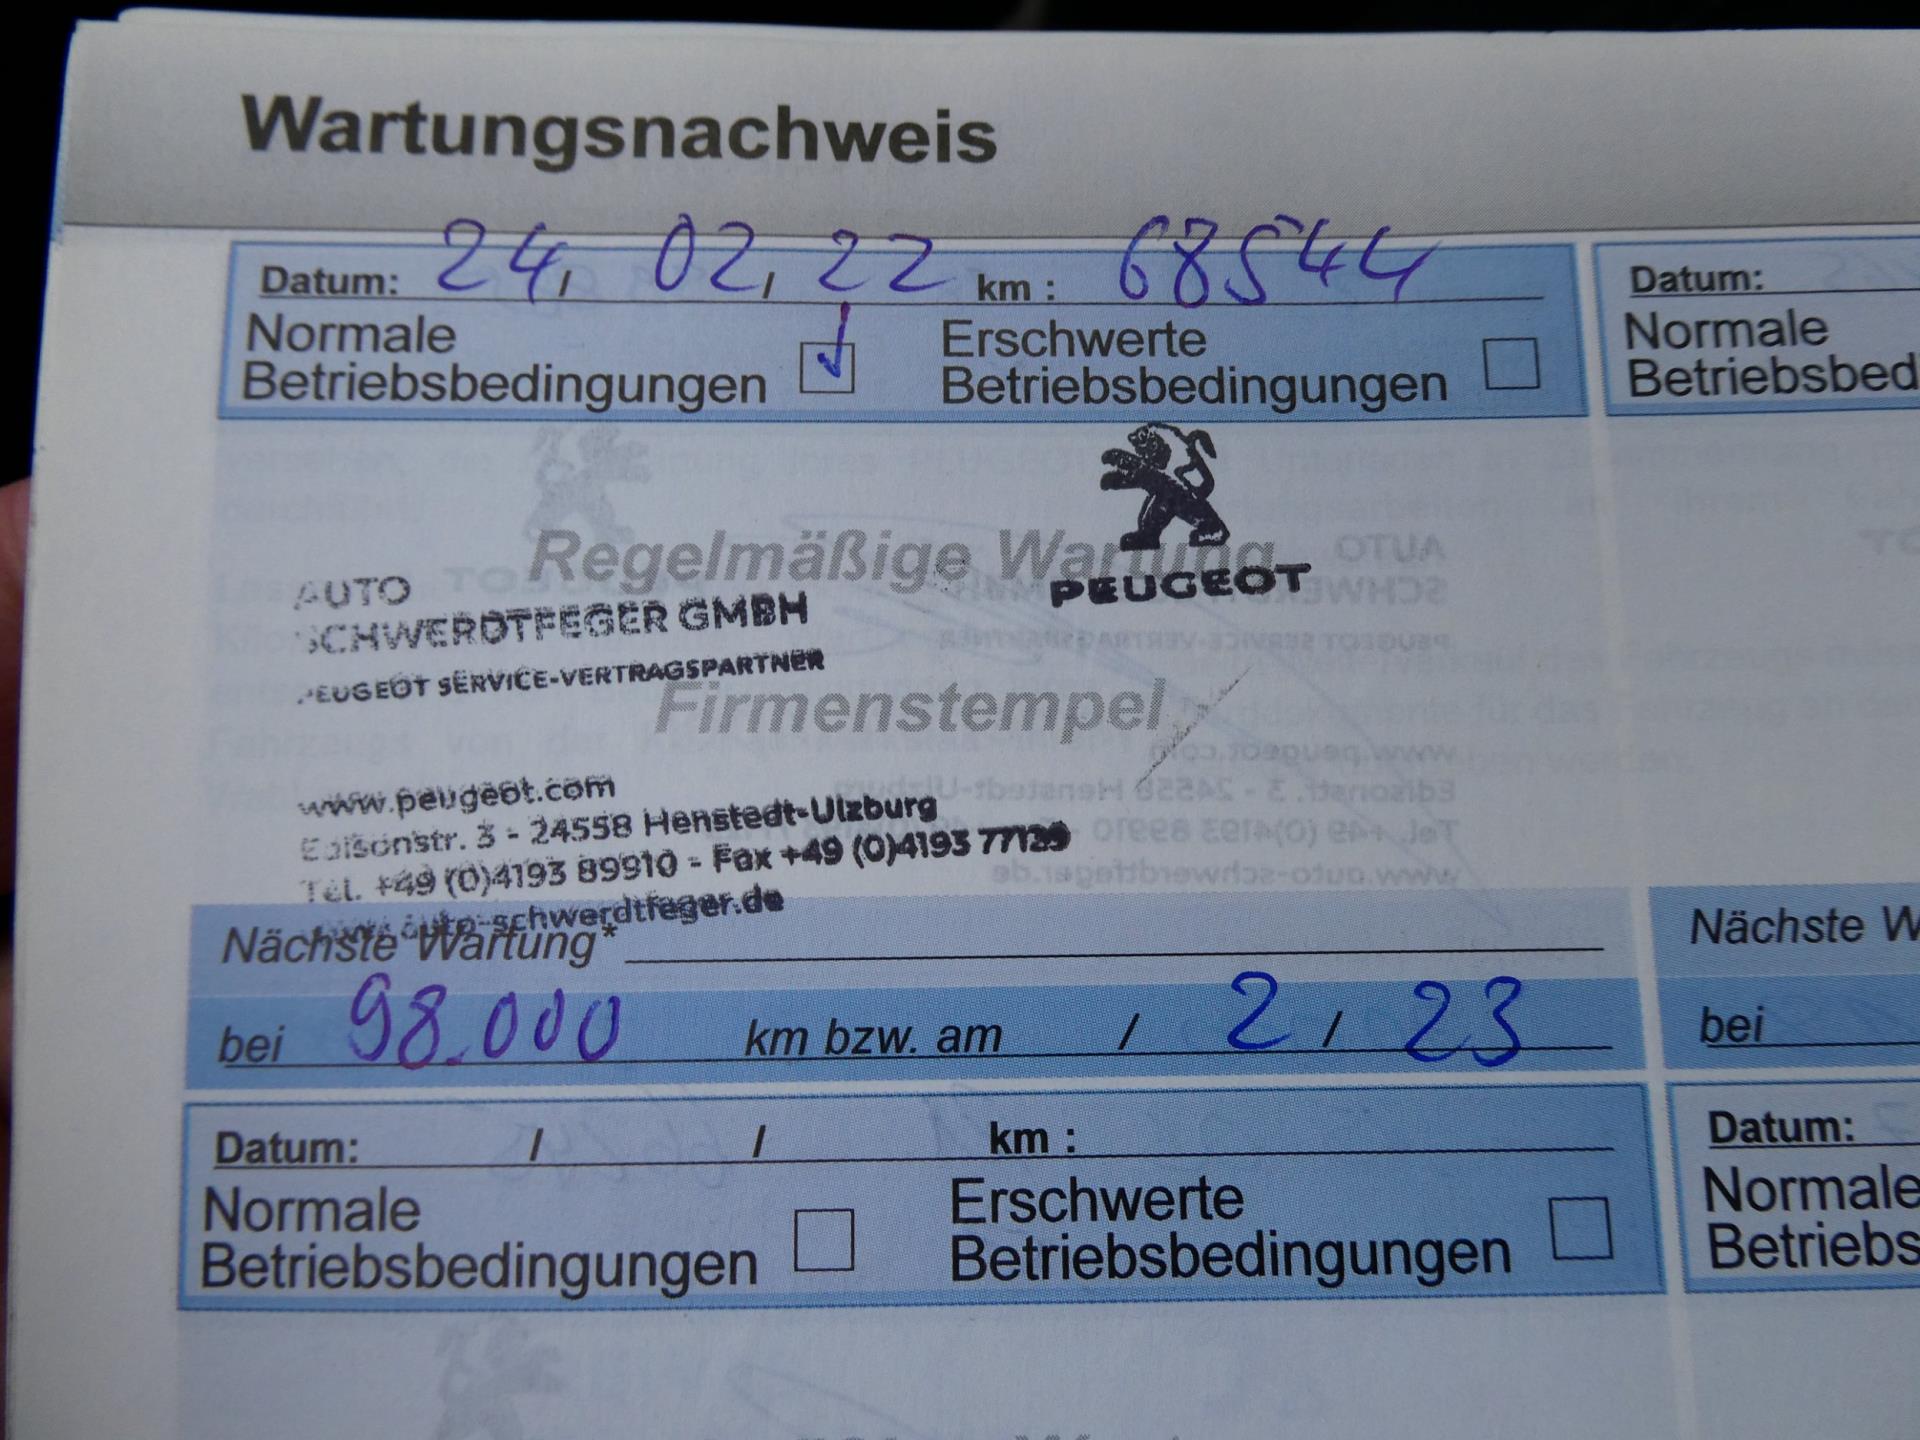 Wartungsnachweis
Datum: 24, 02, 22 km : 68544
Normale
Betriebsbedingungen
Erschwerte
Betriebsbedingungen
Datum:
Normale
Betriebsbed
Regelmäßige Wartung
PEUGEOT
AUTO
SCHWERDTFEGER GMBH
PEUGEOT SERVICE-VERTRAGSPARTNER
Firmenstempel
www.peugeot.com
Edisonstr. 3 - 24558 Henstedt-Ulzburg
Tel. +49 (0)4193 89910 - Fax +49 (0)4193 77129
www.auto-schwerdtfeger.de
Nächste Wartung*
bei 98.000 km bzw. am / 2 / 23
Nächste W
bei
Datum: / / km :
Normale
Betriebsbedingungen
Erschwerte
Betriebsbedingungen
Datum:
Normale
Betriebs